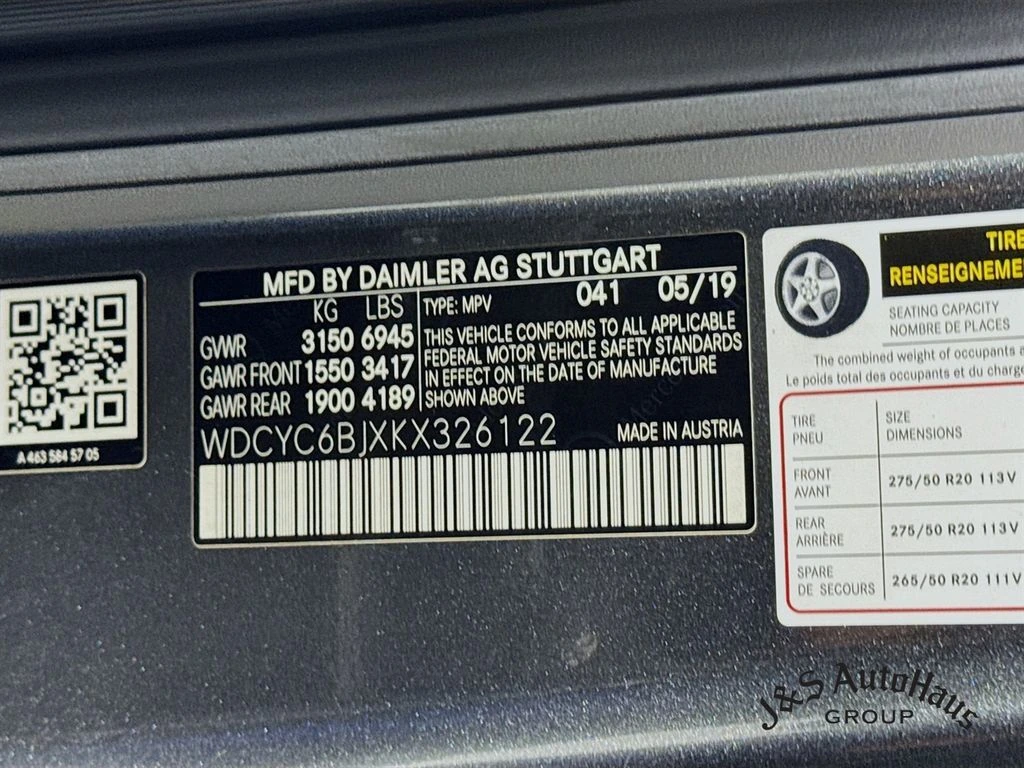 A 463 584 57 05
MFD BY DAIMLER AG STUTTGART
KG LBS
GVWR 3150 6945
GAWR FRONT 1550 3417
GAWR REAR 1900 4189
TYPE: MPV 041 05/19
THIS VEHICLE CONFORMS TO ALL APPLICABLE
FEDERAL MOTOR VEHICLE SAFETY STANDARDS
IN EFFECT ON THE DATE OF MANUFACTURE
SHOWN ABOVE
WDCYC6BJXKX326122 MADE IN AUSTRIA
TIRE
RENSEIGNEME
SEATING CAPACITY
NOMBRE DE PLACES
The combined weight of occupants a
Le poids total des occupants et du charge
TIRE SIZE
PNEU DIMENSIONS
FRONT
AVANT 275/50 R20 113V
REAR
ARRIÈRE 275/50 R20 113V
SPARE
DE SECOURS 265/50 R20 111V
J&S AutoHaus
GROUP